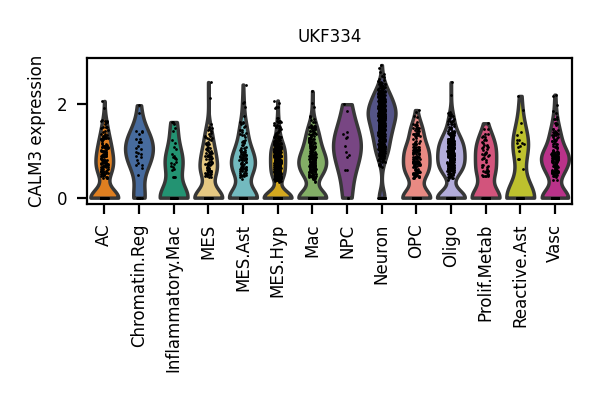 UKF334
CALM3 expression
2
0
AC
Chromatin.Reg
Inflammatory.Mac
MES
MES.Ast
MES.Hyp
Mac
NPC
Neuron
OPC
Oligo
Prolif.Metab
Reactive.Ast
Vasc